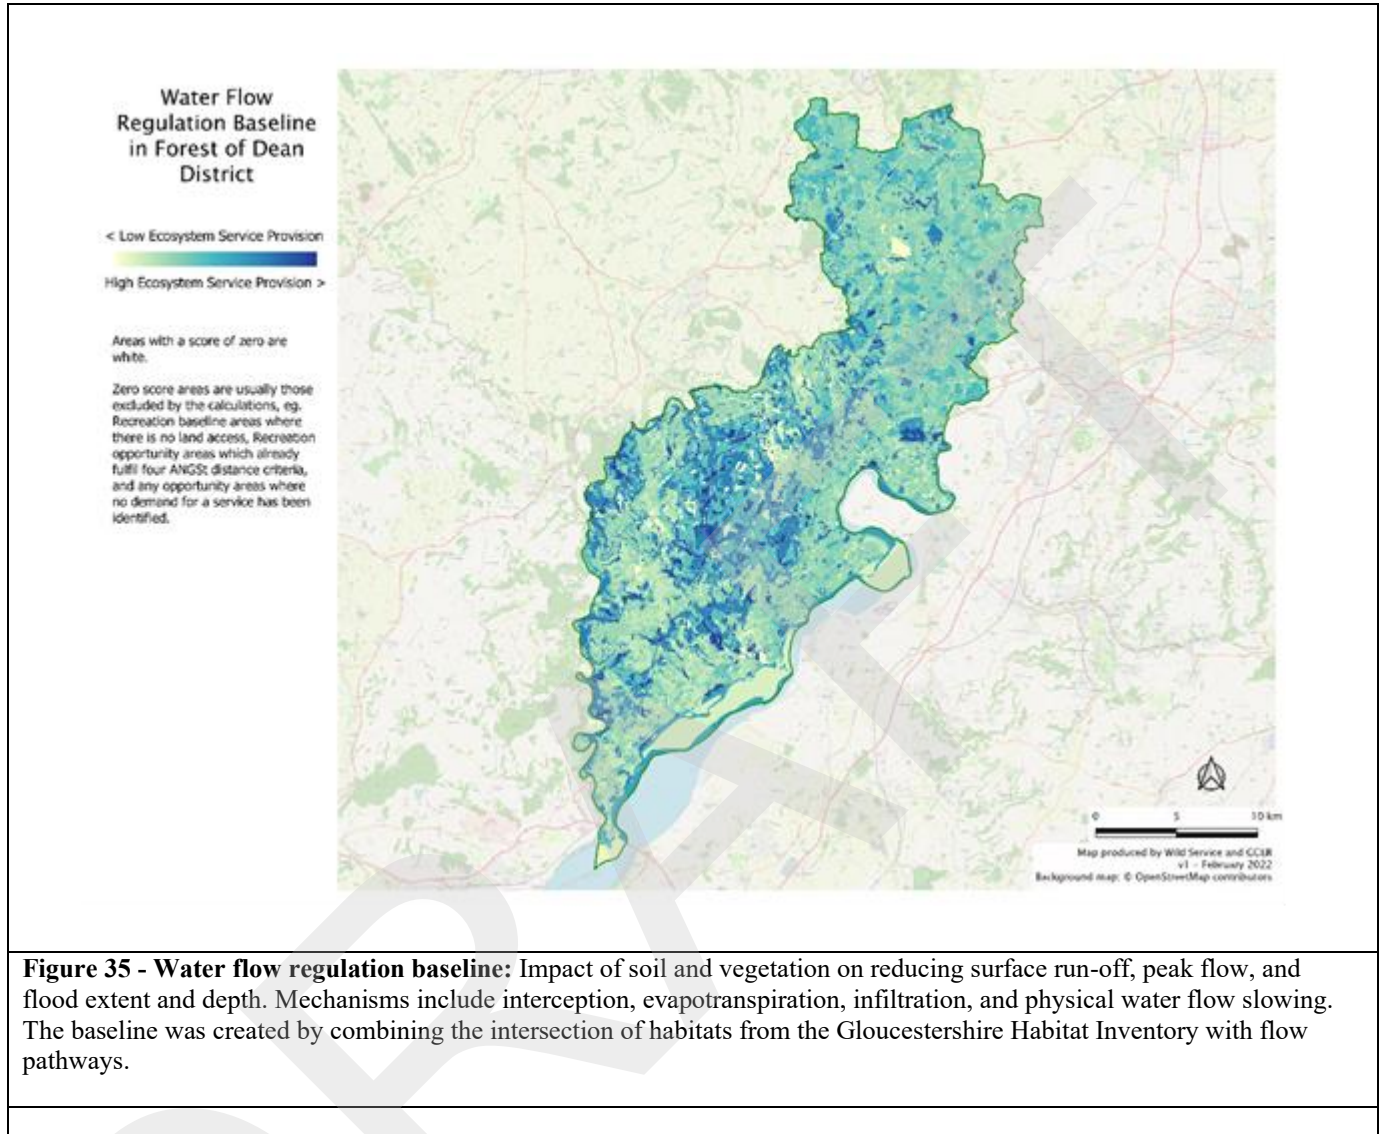 Water Flow
Regulation Baseline
in Forest of Dean
District
< Low Ecosystem Service Provision
High Ecosystem Service Provision >
Areas with a score of zero are
white.
Zero score areas are usually those
excluded by the calculations, eg.
Recreation baseline areas where
there is no land access, Recreation
opportunity areas which already
fulfil four ANGSt distance criteria,
and any opportunity areas where
no demand for a service has been
identified.
0 5 10 km
Map produced by Wild Service and GCER
v1 - February 2022
Background map: © OpenStreetMap contributors
Figure 35 - Water flow regulation baseline: Impact of soil and vegetation on reducing surface run-off, peak flow, and
flood extent and depth. Mechanisms include interception, evapotranspiration, infiltration, and physical water flow slowing.
The baseline was created by combining the intersection of habitats from the Gloucestershire Habitat Inventory with flow
pathways.
DRAFT